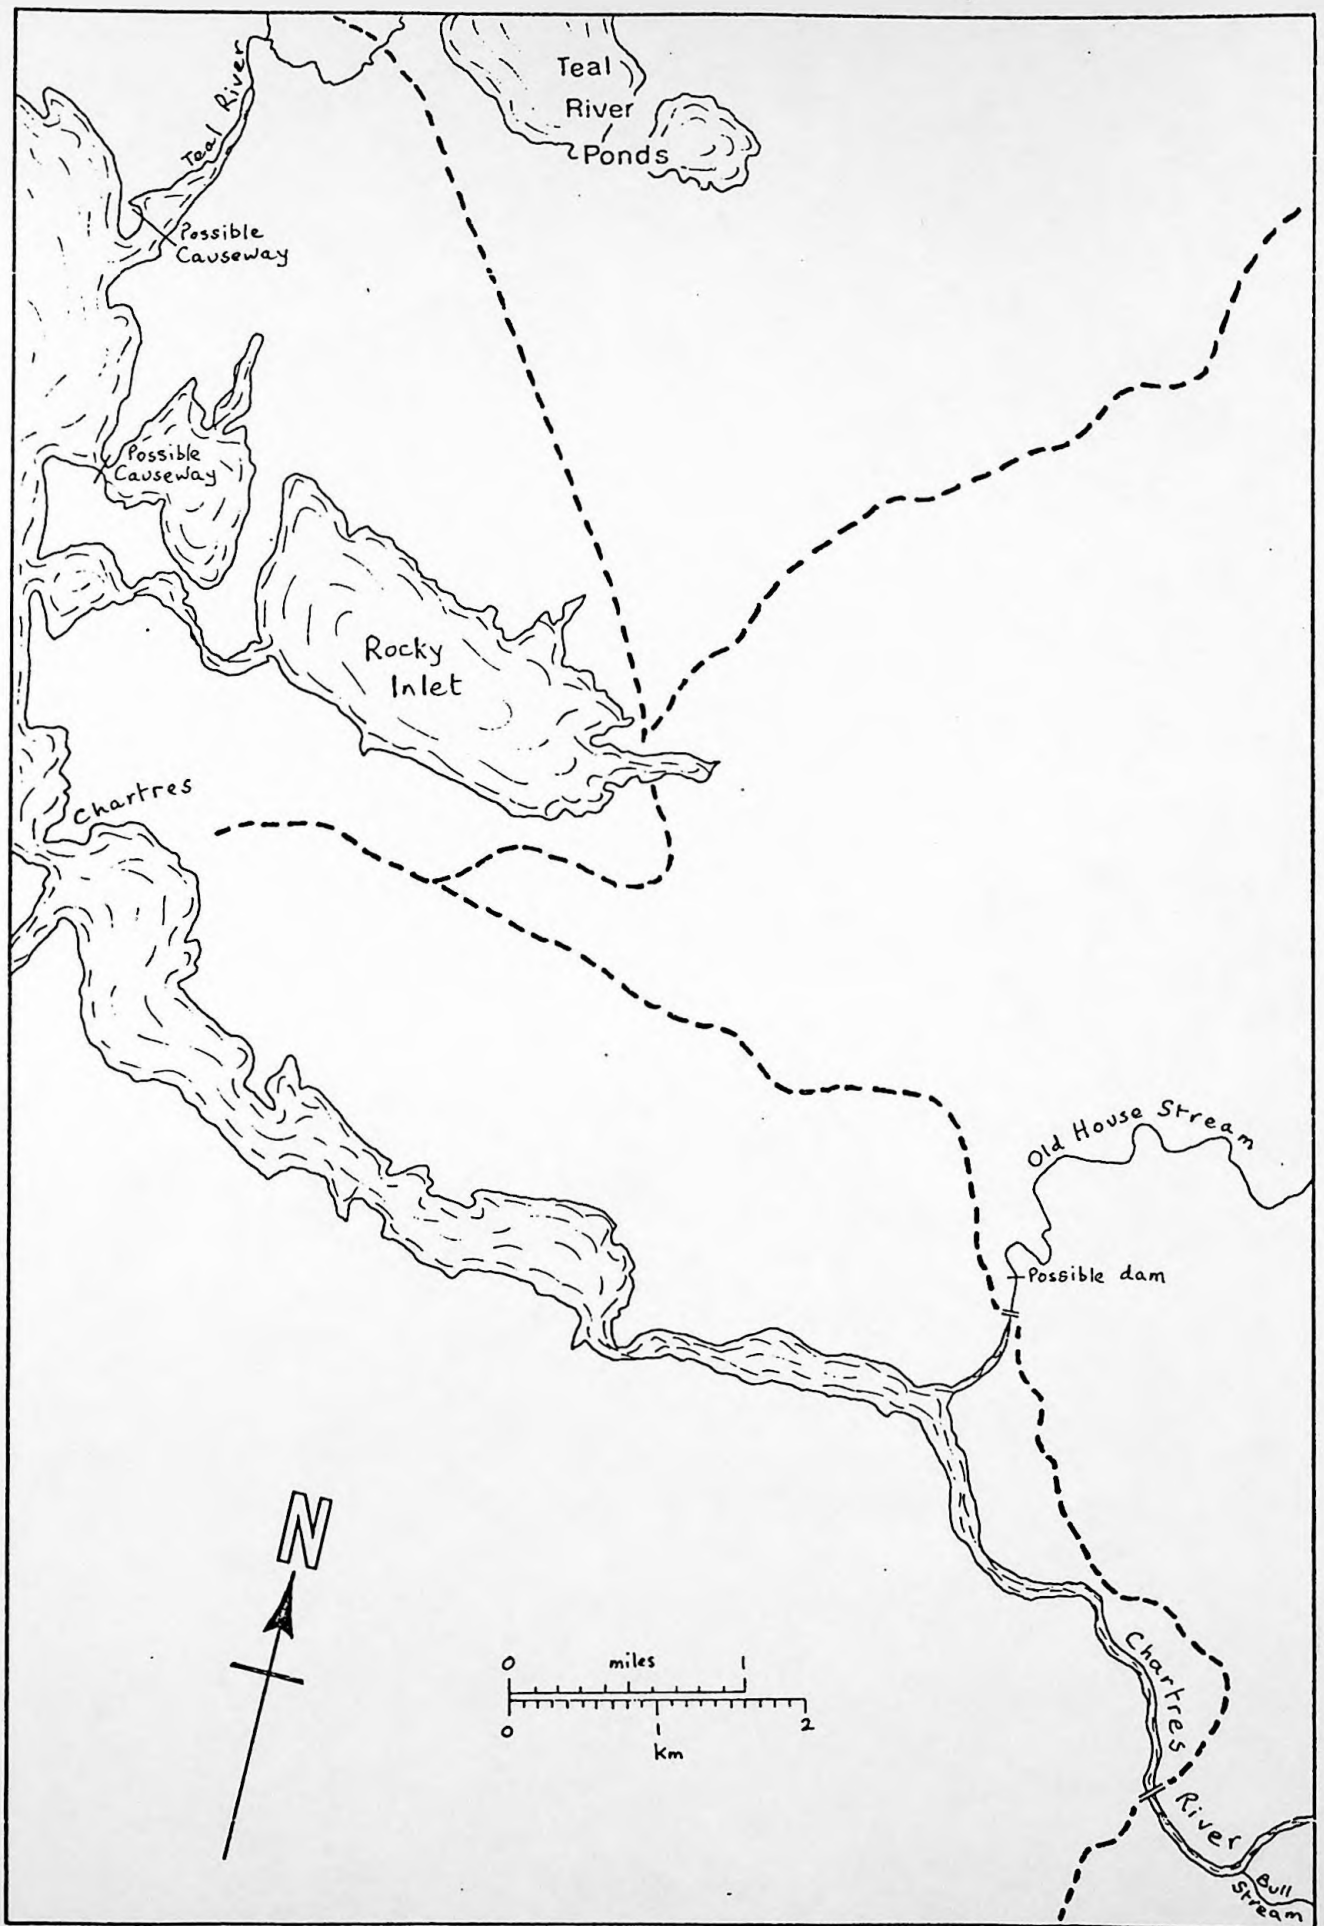 Teal
River
Ponds
Teal River
Possible
Causeway
Possible
Causeway
Rocky
Inlet
Chartres
Old House Stream
Possible dam
N
0 miles 1
0 1 2
Km
Chartres
River
Bull
Stream